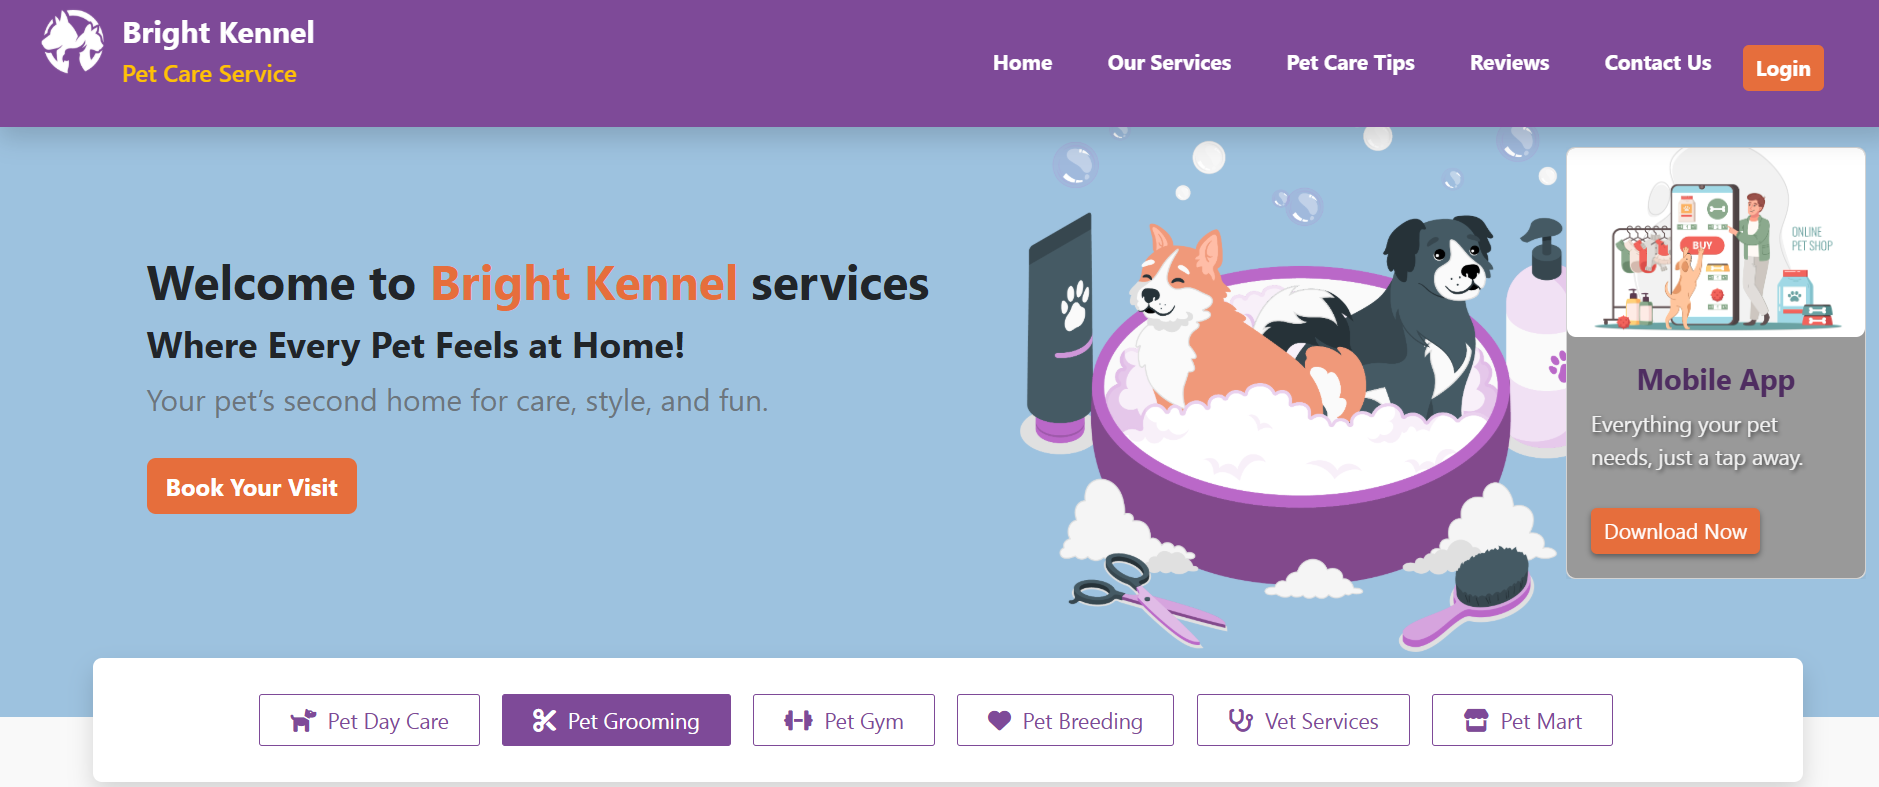 Bright Kennel
Pet Care Service
Home
Our Services
Pet Care Tips
Reviews
Contact Us
Login
Welcome to Bright Kennel services
Where Every Pet Feels at Home!
Your pet’s second home for care, style, and fun.
Book Your Visit
BUY
ONLINE
PET SHOP
Mobile App
Everything your pet
needs, just a tap away.
Download Now
Pet Day Care
Pet Grooming
Pet Gym
Pet Breeding
Vet Services
Pet Mart